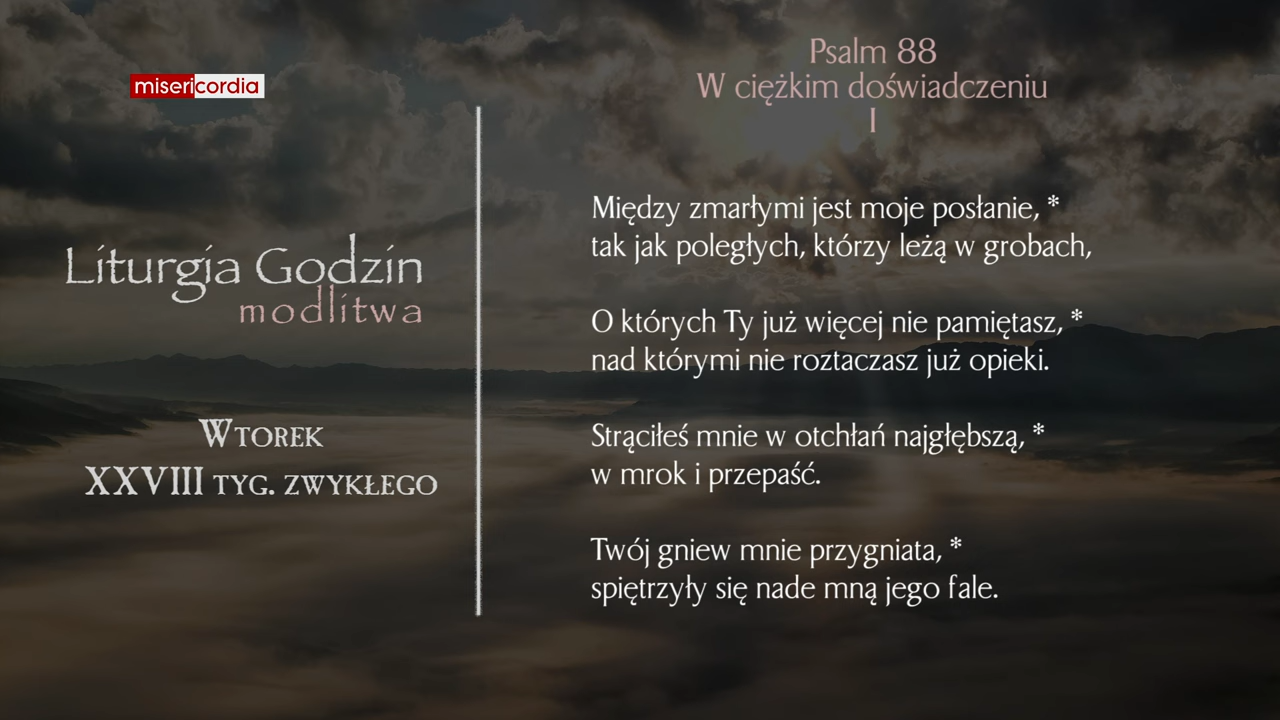 misericordia
Liturgia Godzin
modlitwa
Wtorek
XXVIII tyg. zwykłego
Psalm 88
W ciężkim doświadczeniu
I
Między zmarłymi jest moje posłanie, *
tak jak poległych, którzy leżą w grobach,
O których Ty już więcej nie pamiętasz, *
nad którymi nie roztaczasz już opieki.
Strąciłeś mnie w otchłań najgłębszą, *
w mrok i przepaść.
Twój gniew mnie przygniata, *
spiętrzyły się nade mną jego fale.